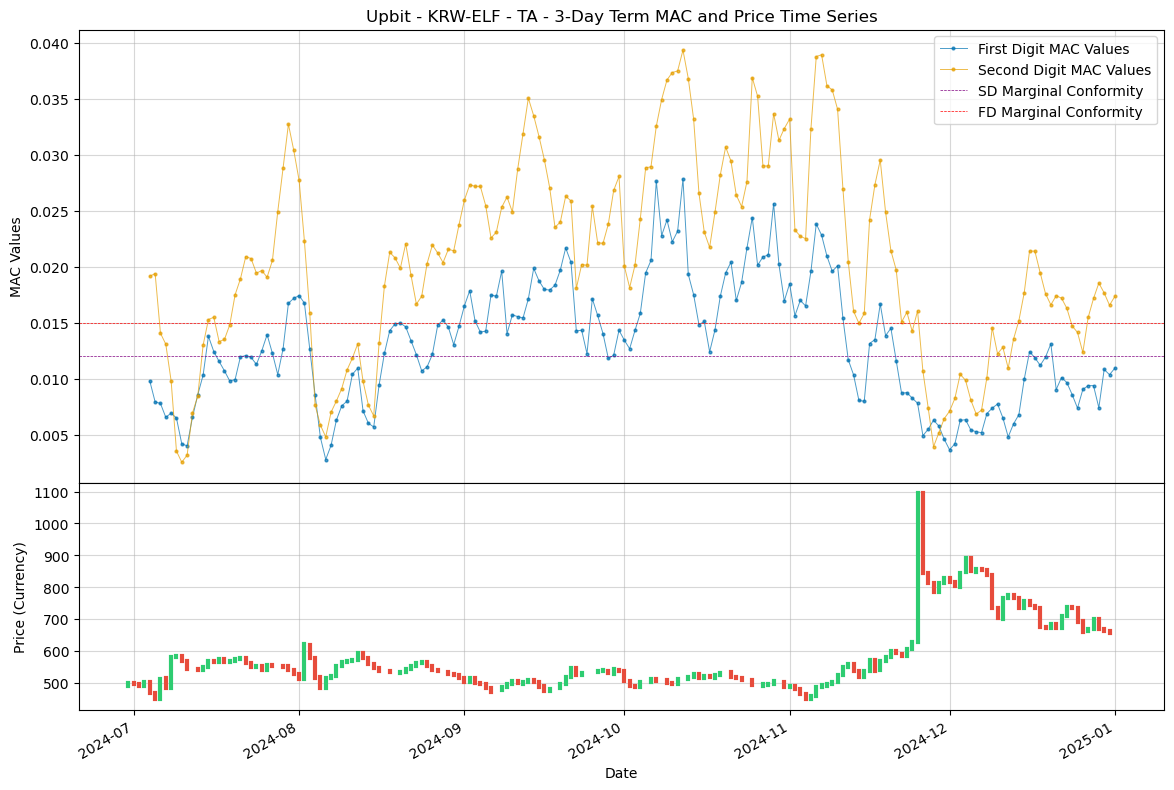 Upbit - KRW-ELF - TA - 3-Day Term MAC and Price Time Series
First Digit MAC Values
Second Digit MAC Values
SD Marginal Conformity
FD Marginal Conformity
MAC Values
0.040
0.035
0.030
0.025
0.020
0.015
0.010
0.005
Price (Currency)
1100
1000
900
800
700
600
500
2024-07
2024-08
2024-09
2024-10
2024-11
2024-12
2025-01
Date